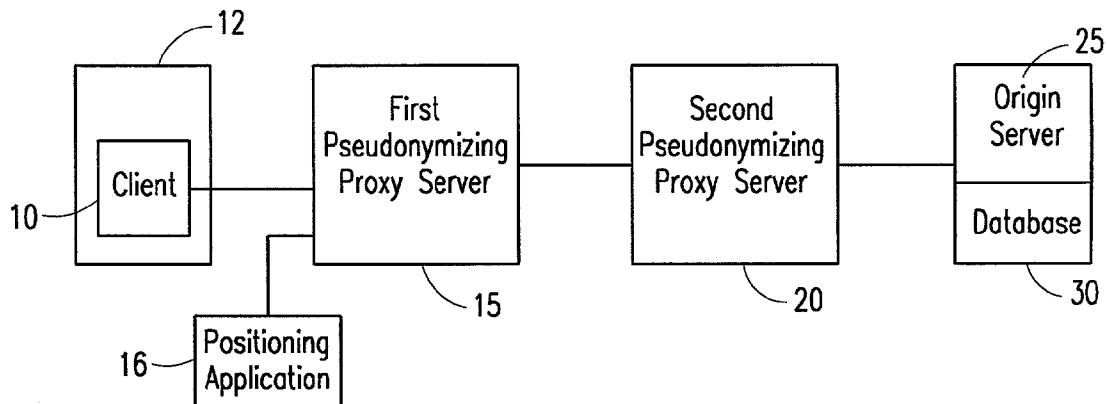 12
Client
10
First
Pseudonymizing
Proxy Server
15
Positioning
Application
16
Second
Pseudonymizing
Proxy Server
20
25
Origin
Server
Database
30